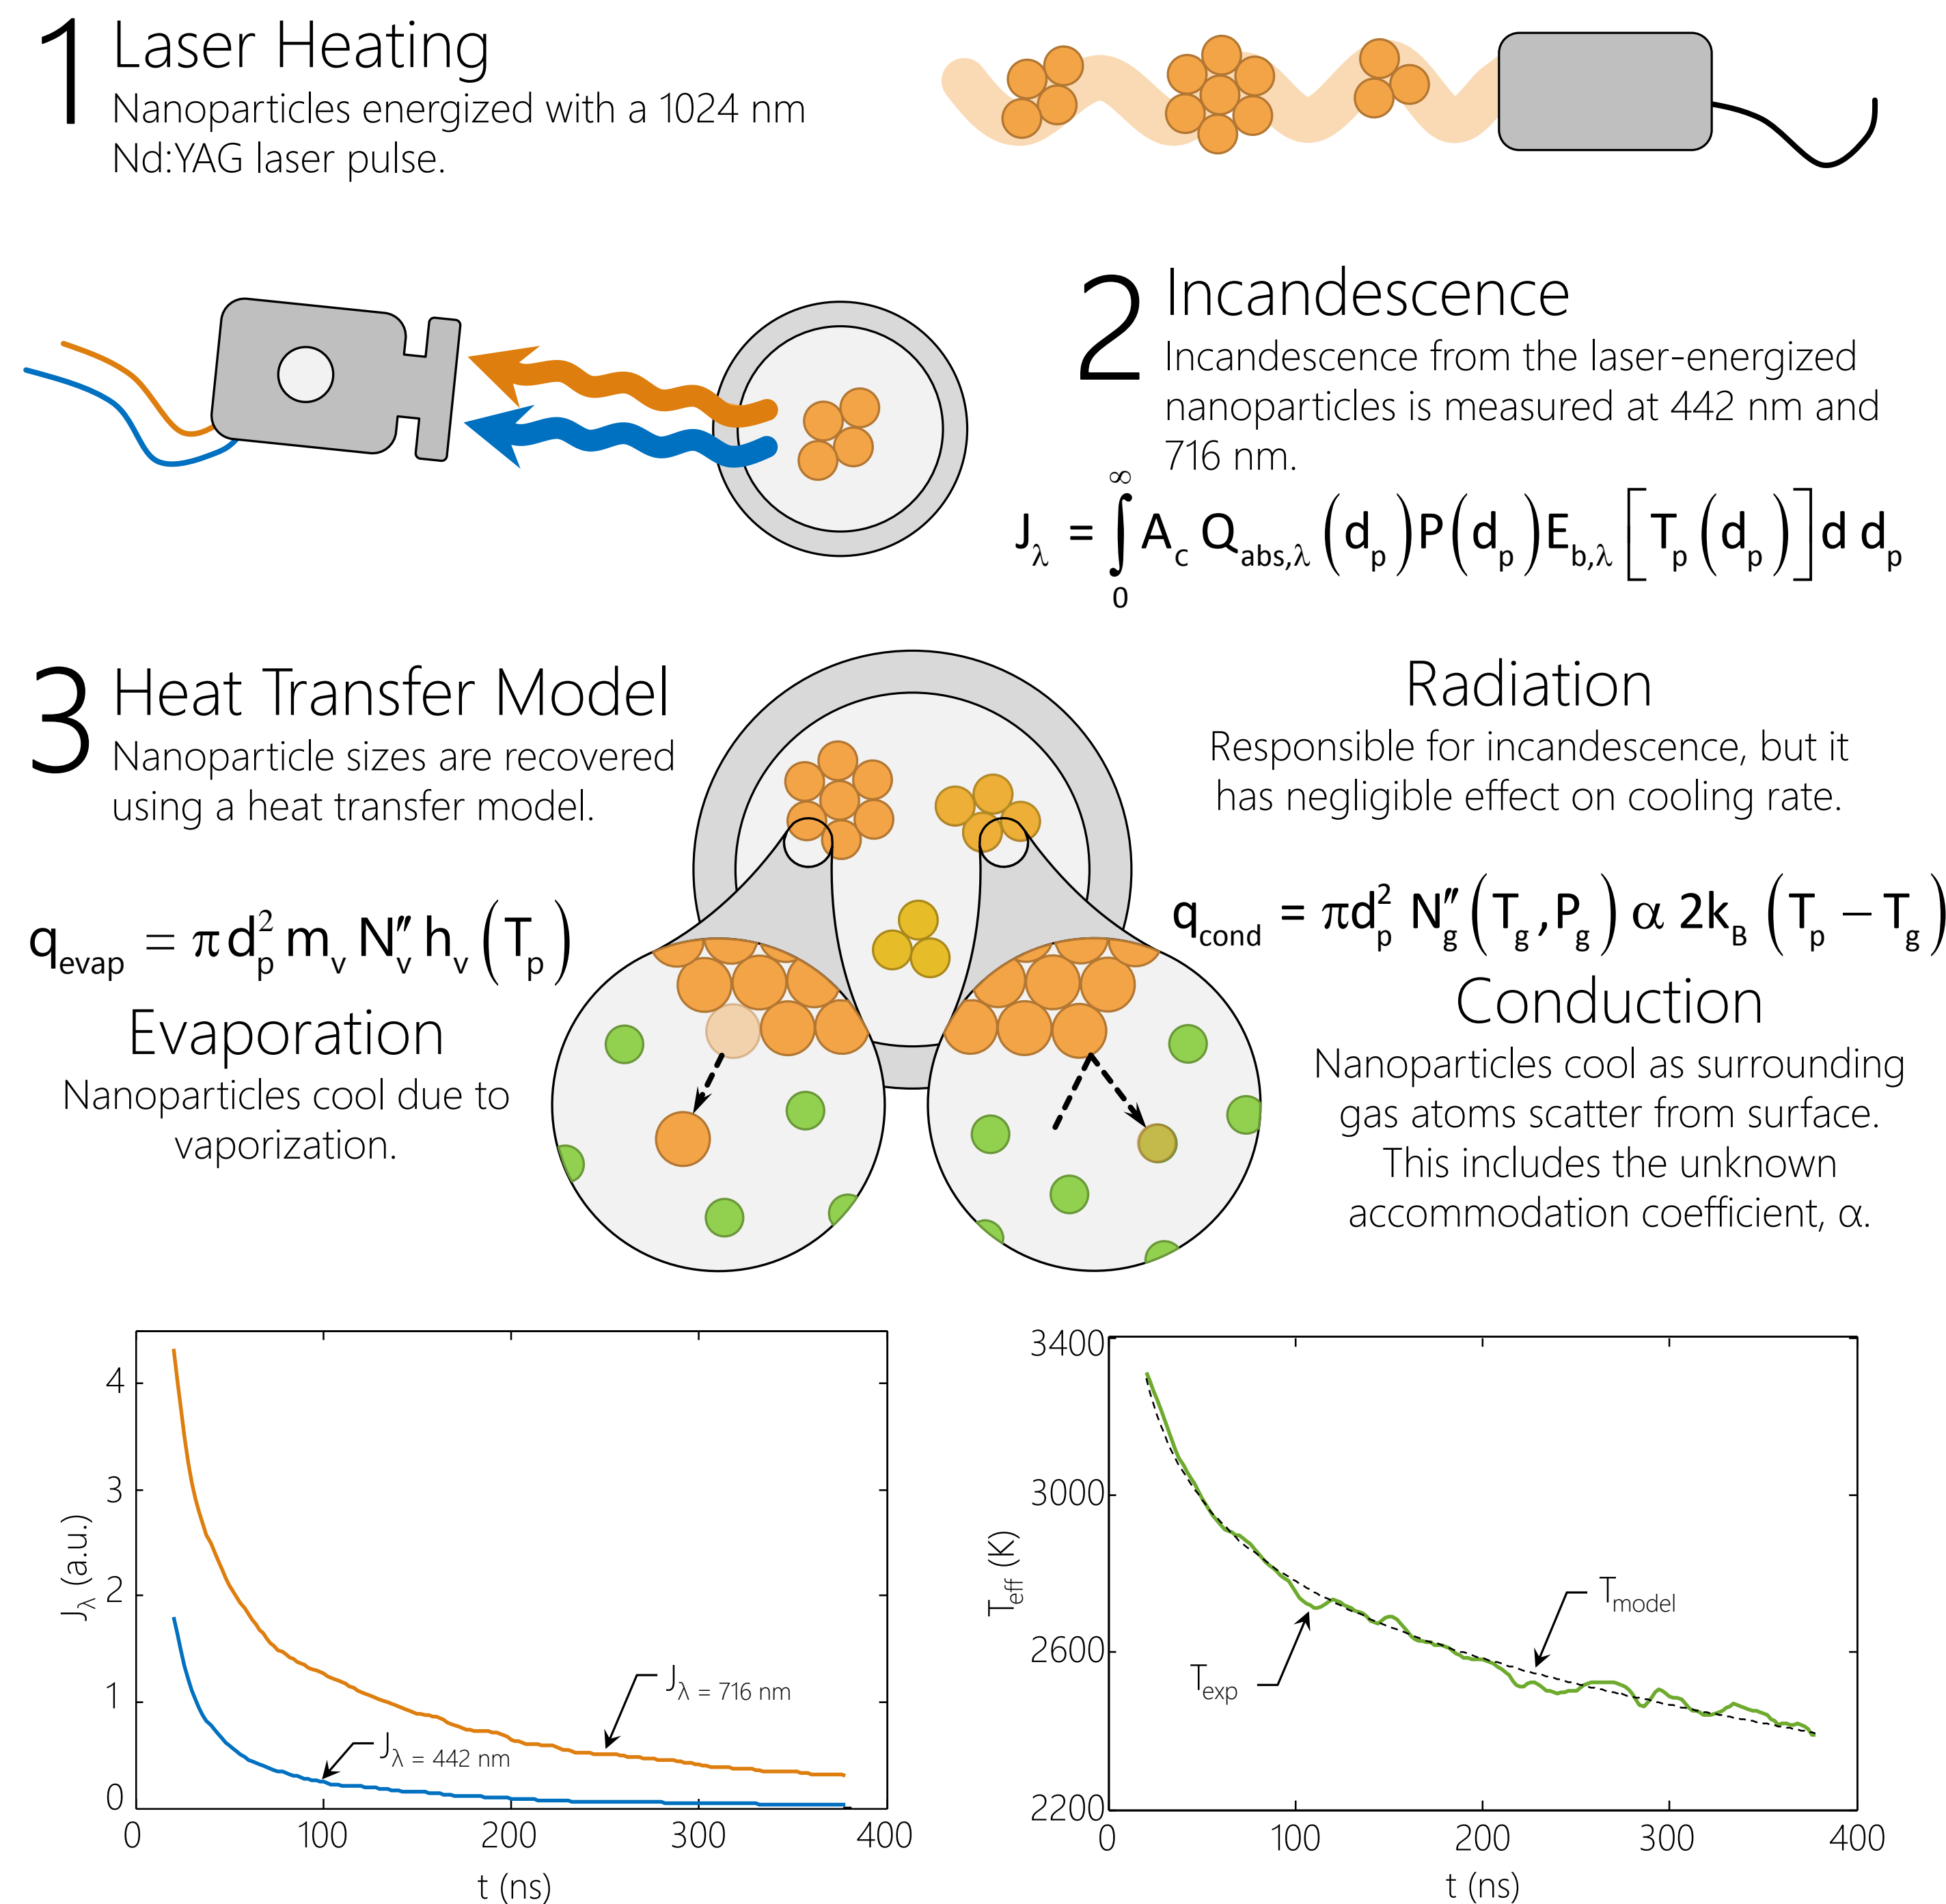 1 Laser Heating
Nanoparticles energized with a 1024 nm
Nd:YAG laser pulse.
2 Incandescence
Incandescence from the laser-energized
nanoparticles is measured at 442 nm and
716 nm.
J_λ = ∫_0^∞ A_c Q_abs,λ (d_p) P(d_p) E_b,λ [T_p (d_p)] d d_p
3 Heat Transfer Model
Nanoparticle sizes are recovered
using a heat transfer model.
q_evap = π d_p^2 m_v N_v″ h_v (T_p)
Evaporation
Nanoparticles cool due to
vaporization.
Radiation
Responsible for incandescence, but it
has negligible effect on cooling rate.
q_cond = πd_p^2 N_g″ (T_g, P_g) α 2k_B (T_p − T_g)
Conduction
Nanoparticles cool as surrounding
gas atoms scatter from surface.
This includes the unknown
accommodation coefficient, α.
J_λ (a.u.)
4
3
2
1
0
J_λ = 716 nm
J_λ = 442 nm
0 100 200 300 400
t (ns)
T_eff (K)
3400
3000
2600
2200
T_model
T_exp
0 100 200 300 400
t (ns)